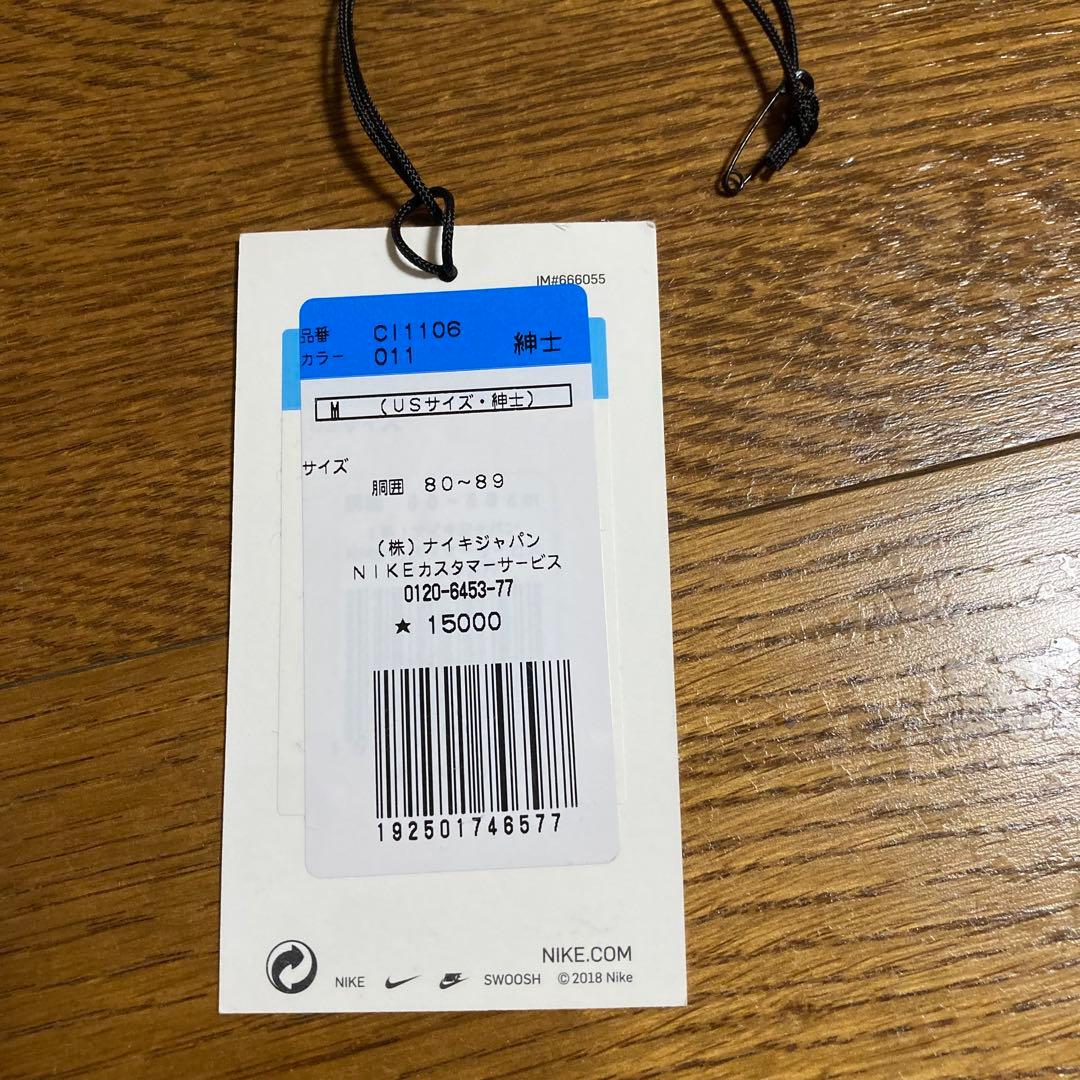 IM#666055
品番 CI1106
カラー 011 紳士
M (USサイズ・紳士)
サイズ
胴囲 80~89
(株)ナイキジャパン
NIKEカスタマーサービス
0120-6453-77
★ 15000
192501746577
NIKE.COM
NIKE SWOOSH ©2018 Nike